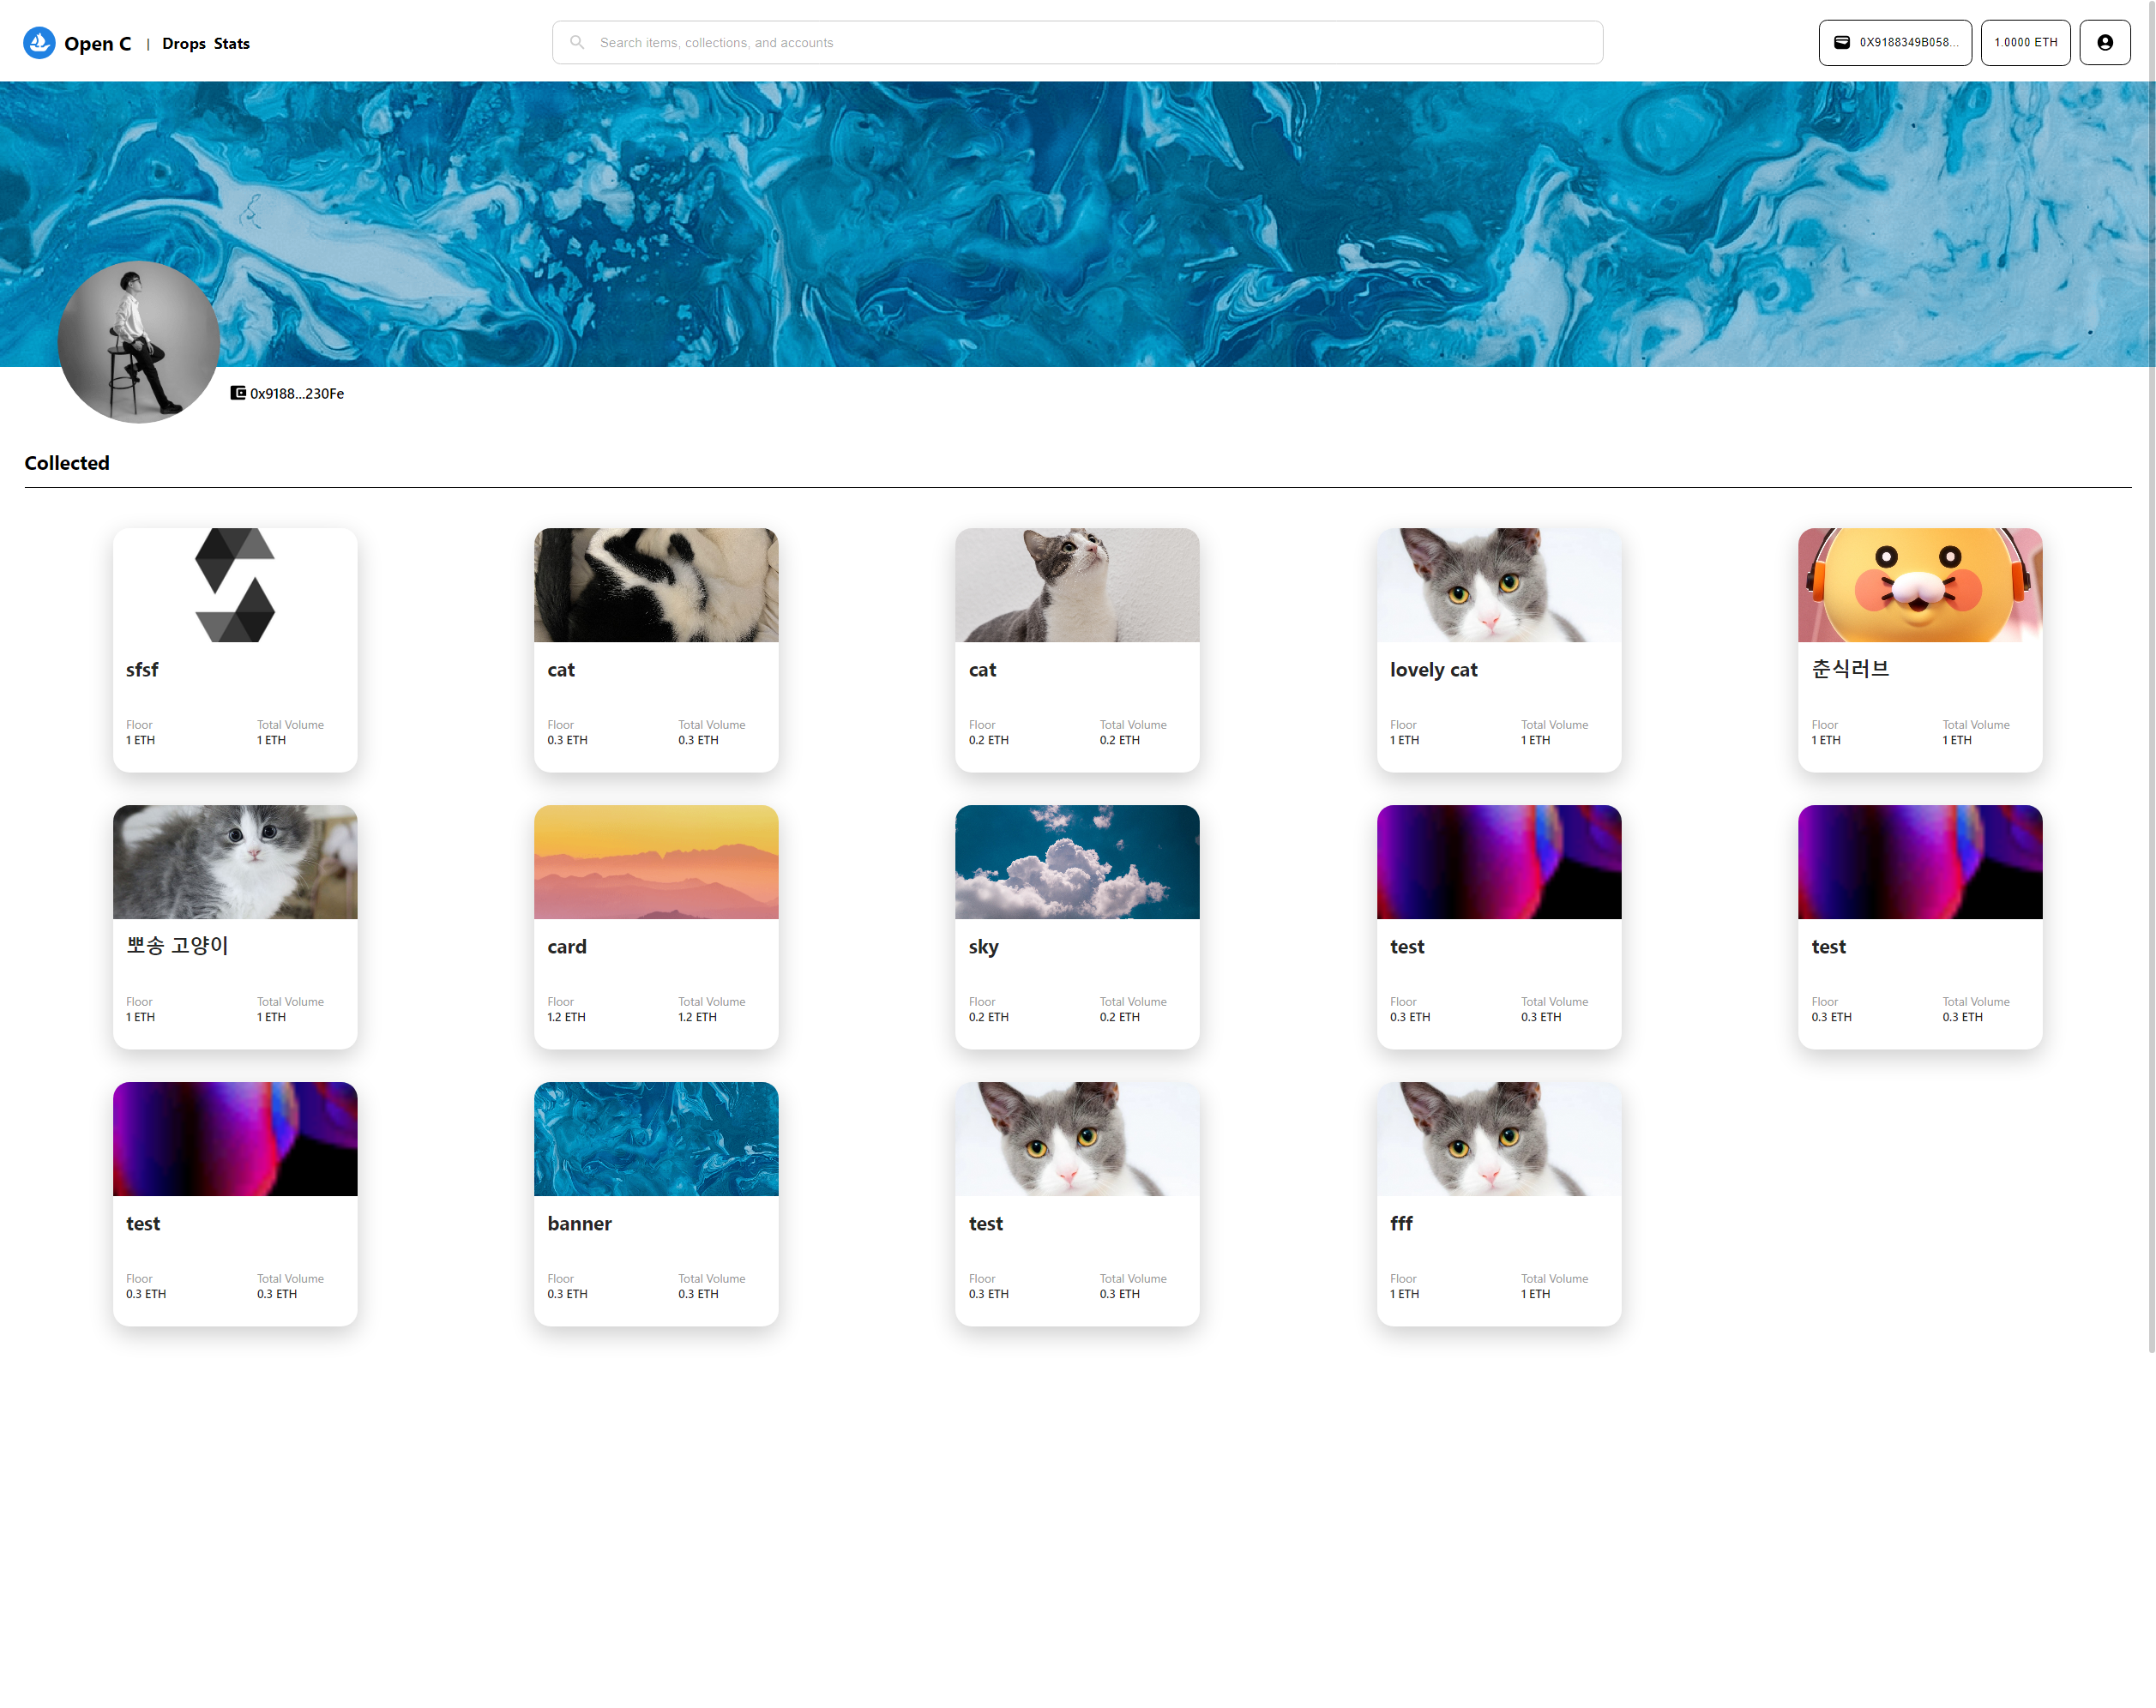 Open C | Drops Stats
Search items, collections, and accounts
0X9188349B058...
1.0000 ETH
0x9188...230Fe
Collected
sfsf
Floor Total Volume
1 ETH 1 ETH
cat
Floor Total Volume
0.3 ETH 0.3 ETH
cat
Floor Total Volume
0.2 ETH 0.2 ETH
lovely cat
Floor Total Volume
1 ETH 1 ETH
춘식러브
Floor Total Volume
1 ETH 1 ETH
뽀송 고양이
Floor Total Volume
1 ETH 1 ETH
card
Floor Total Volume
1.2 ETH 1.2 ETH
sky
Floor Total Volume
0.2 ETH 0.2 ETH
test
Floor Total Volume
0.3 ETH 0.3 ETH
test
Floor Total Volume
0.3 ETH 0.3 ETH
test
Floor Total Volume
0.3 ETH 0.3 ETH
banner
Floor Total Volume
0.3 ETH 0.3 ETH
test
Floor Total Volume
0.3 ETH 0.3 ETH
fff
Floor Total Volume
1 ETH 1 ETH